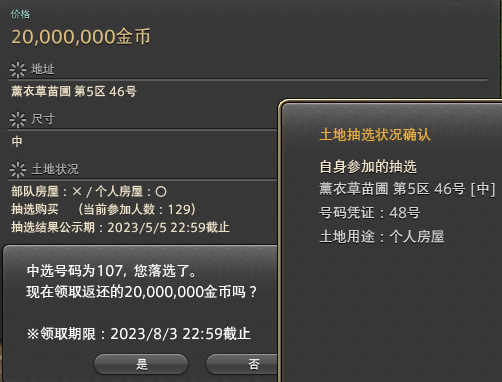 价格
20,000,000金币
地址
薰衣草苗圃 第5区 46号
尺寸
中
土地状况
部队房屋：× / 个人房屋：○
抽选购买 （当前参加人数：129）
抽选结果公示期：2023/5/5 22:59截止
中选号码为107, 您落选了。
现在领取返还的20,000,000金币吗？
※领取期限：2023/8/3 22:59截止
是
否
土地抽选状况确认
自身参加的抽选
薰衣草苗圃 第5区 46号 [中]
号码凭证：48号
土地用途：个人房屋